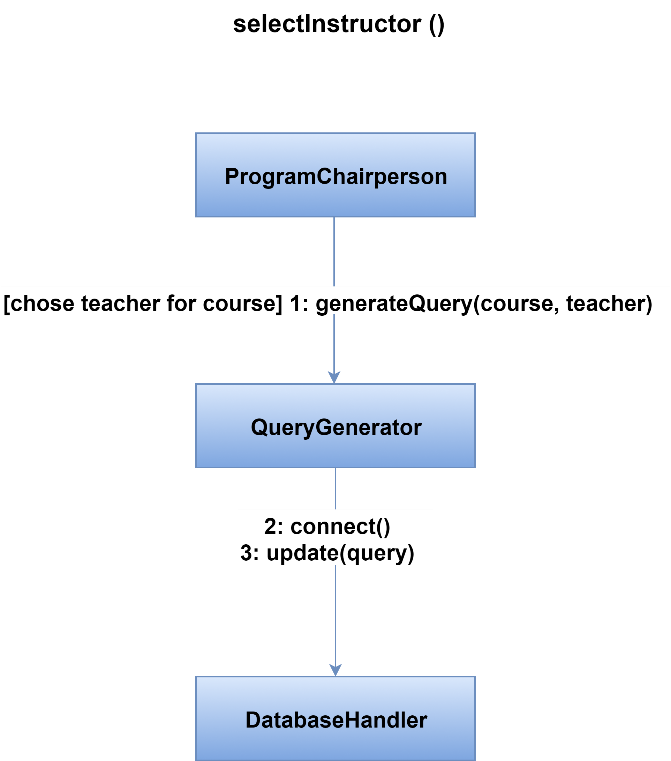 selectInstructor ()
ProgramChairperson
[chose teacher for course] 1: generateQuery(course, teacher)
QueryGenerator
2: connect()
3: update(query)
DatabaseHandler